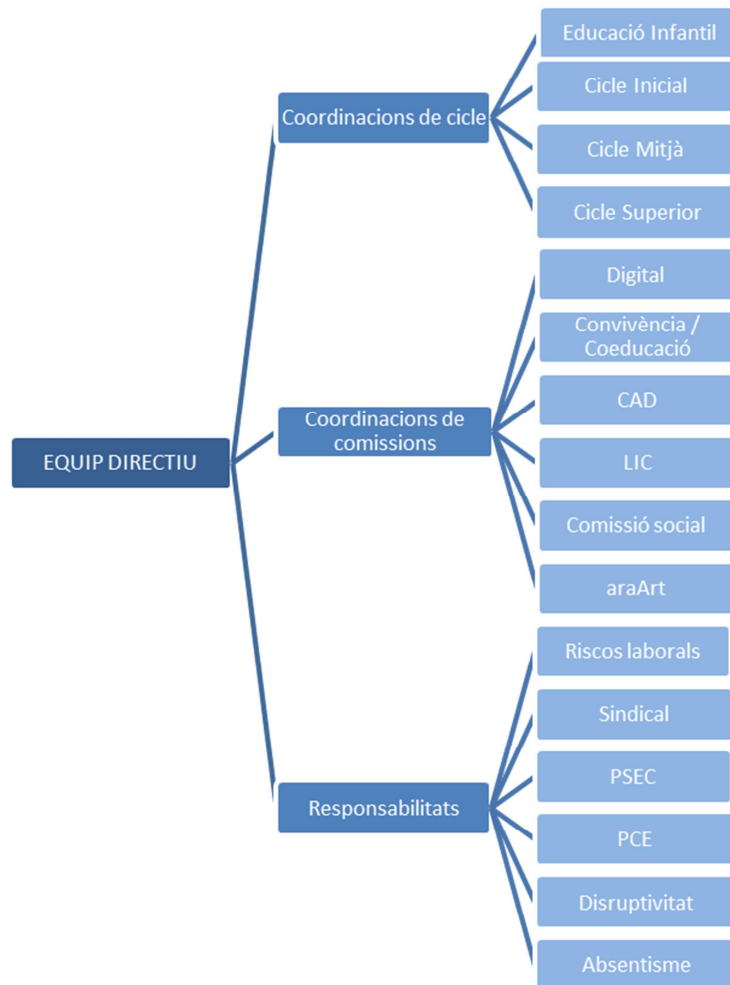 EQUIP DIRECTIU
Coordinacions de cicle
Educació Infantil
Cicle Inicial
Cicle Mitjà
Cicle Superior
Coordinacions de
comissions
Digital
Convivència /
Coeducació
CAD
LIC
Comissió social
araArt
Responsabilitats
Riscos laborals
Sindical
PSEC
PCE
Disruptivitat
Absentisme